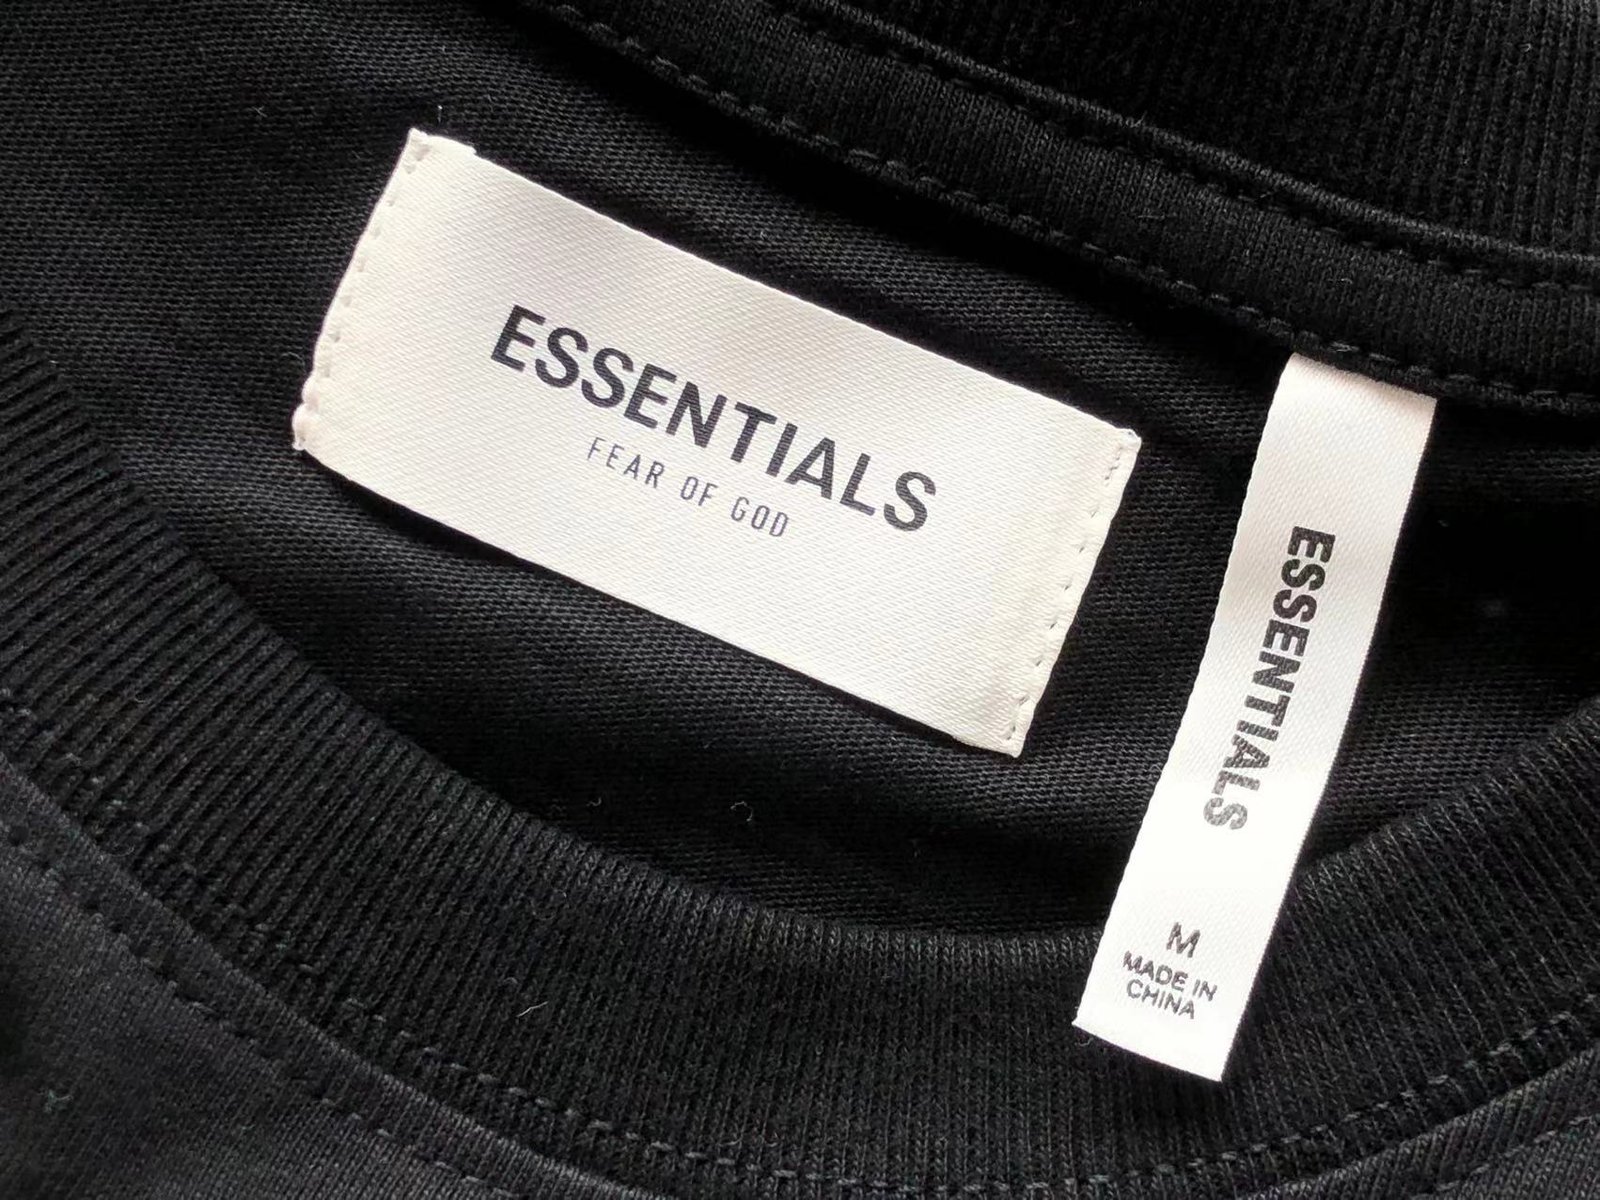 ESSENTIALS
FEAR OF GOD
ESSENTIALS
M
MADE IN
CHINA